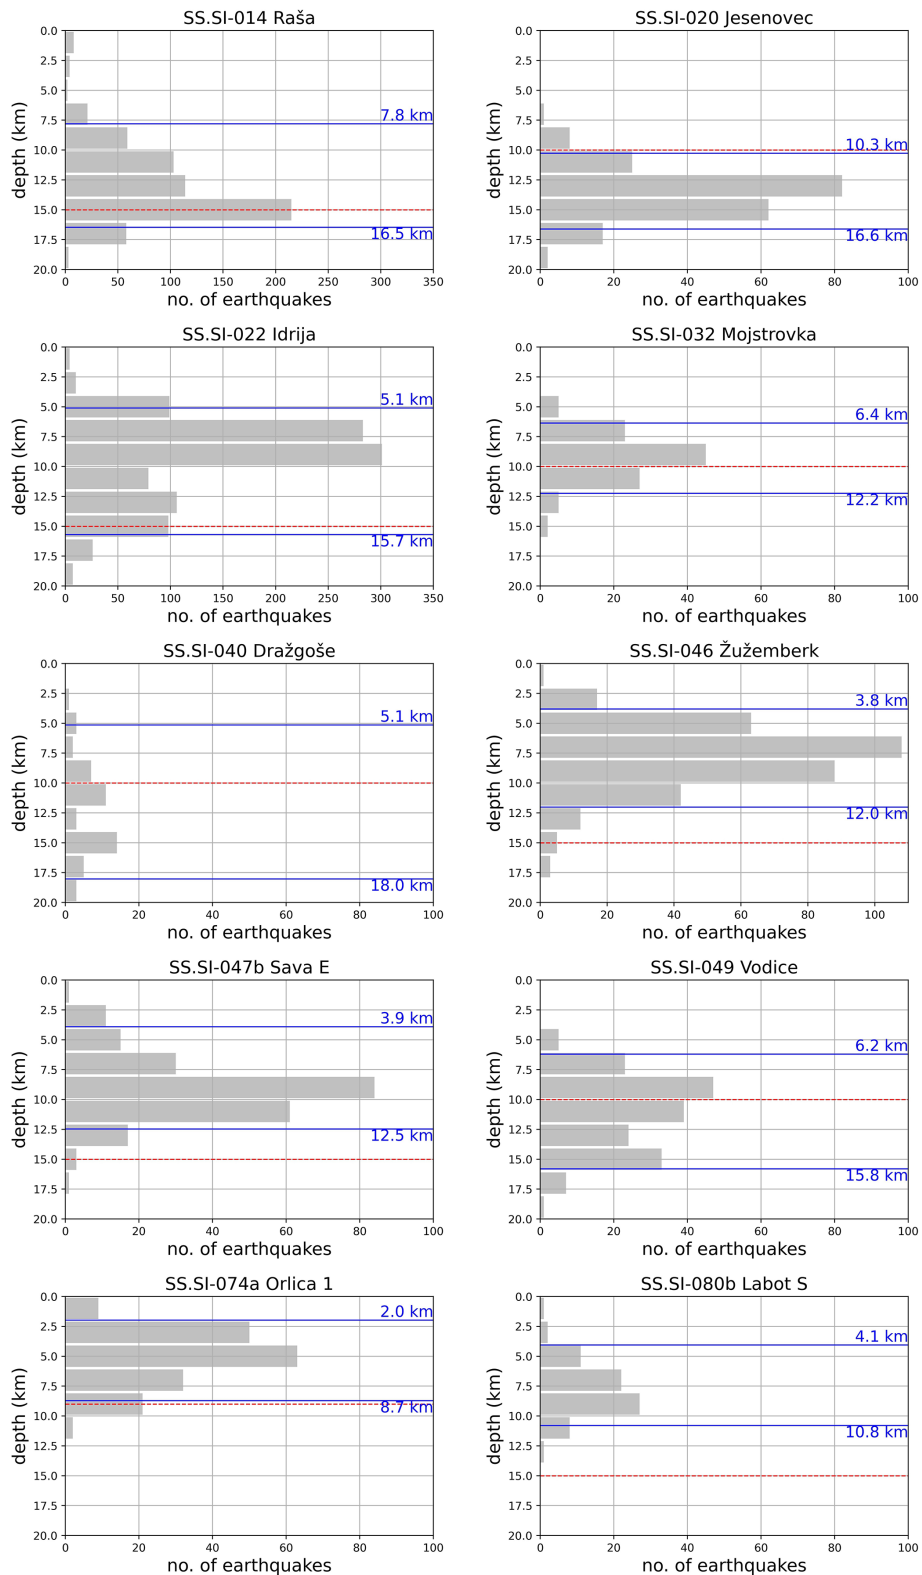 SS.SI-014 Raša
0.0
2.5
5.0
7.5
10.0
12.5
15.0
17.5
20.0
depth (km)
7.8 km
16.5 km
0 50 100 150 200 250 300 350
no. of earthquakes
SS.SI-020 Jesenovec
0.0
2.5
5.0
7.5
10.0
12.5
15.0
17.5
20.0
depth (km)
10.3 km
16.6 km
0 20 40 60 80 100
no. of earthquakes
SS.SI-022 Idrija
0.0
2.5
5.0
7.5
10.0
12.5
15.0
17.5
20.0
depth (km)
5.1 km
15.7 km
0 50 100 150 200 250 300 350
no. of earthquakes
SS.SI-032 Mojstrovka
0.0
2.5
5.0
7.5
10.0
12.5
15.0
17.5
20.0
depth (km)
6.4 km
12.2 km
0 20 40 60 80 100
no. of earthquakes
SS.SI-040 Dražgoše
0.0
2.5
5.0
7.5
10.0
12.5
15.0
17.5
20.0
depth (km)
5.1 km
18.0 km
0 20 40 60 80 100
no. of earthquakes
SS.SI-046 Žužemberk
0.0
2.5
5.0
7.5
10.0
12.5
15.0
17.5
20.0
depth (km)
3.8 km
12.0 km
0 20 40 60 80 100
no. of earthquakes
SS.SI-047b Sava E
0.0
2.5
5.0
7.5
10.0
12.5
15.0
17.5
20.0
depth (km)
3.9 km
12.5 km
0 20 40 60 80 100
no. of earthquakes
SS.SI-049 Vodice
0.0
2.5
5.0
7.5
10.0
12.5
15.0
17.5
20.0
depth (km)
6.2 km
15.8 km
0 20 40 60 80 100
no. of earthquakes
SS.SI-074a Orlica 1
0.0
2.5
5.0
7.5
10.0
12.5
15.0
17.5
20.0
depth (km)
2.0 km
8.7 km
0 20 40 60 80 100
no. of earthquakes
SS.SI-080b Labot S
0.0
2.5
5.0
7.5
10.0
12.5
15.0
17.5
20.0
depth (km)
4.1 km
10.8 km
0 20 40 60 80 100
no. of earthquakes